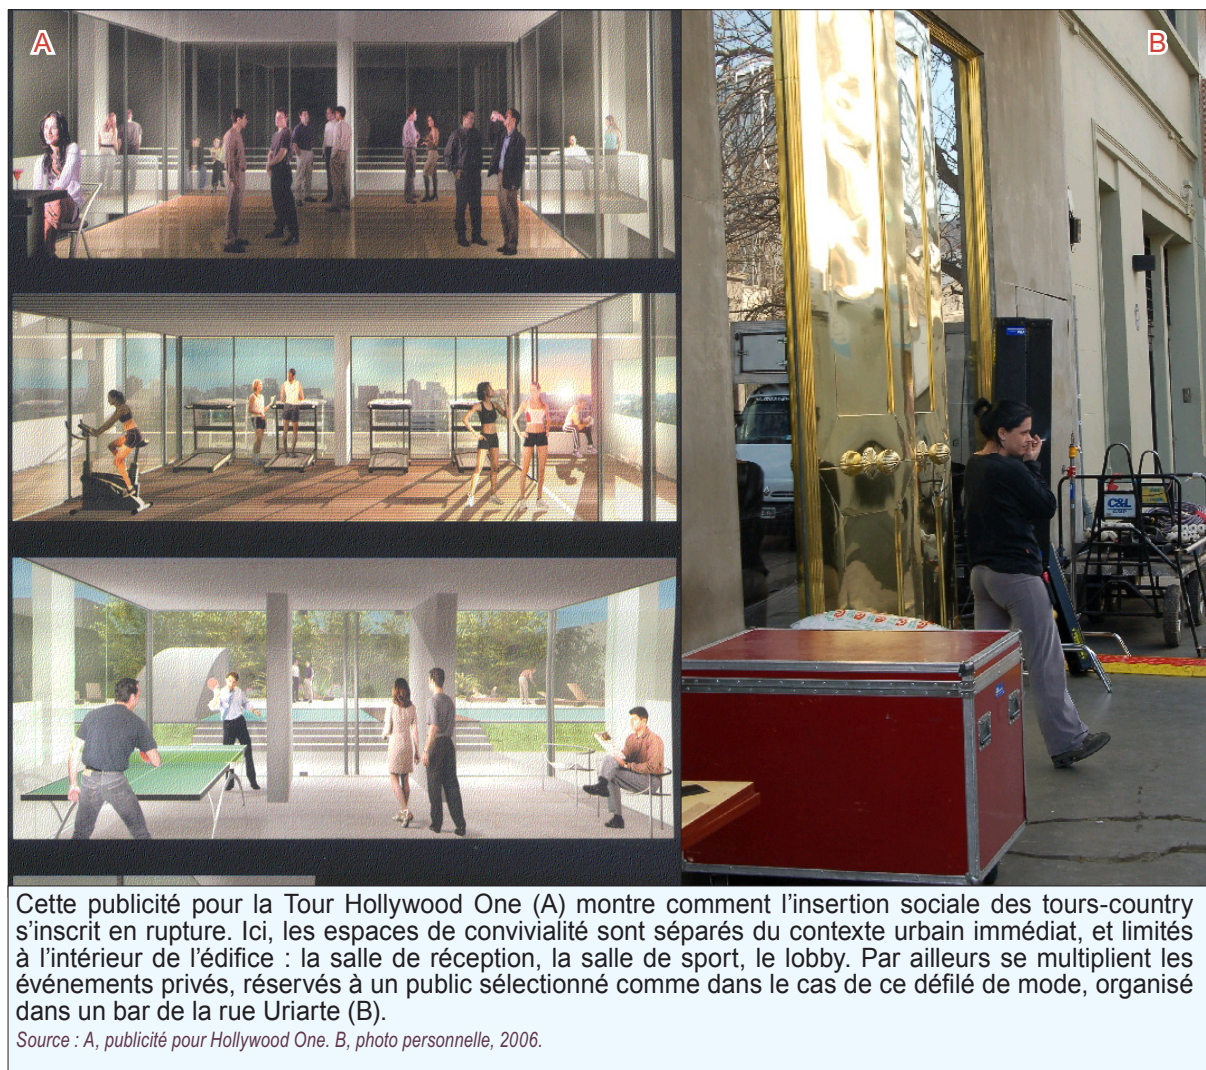 A
B
C&L
Cette publicité pour la Tour Hollywood One (A) montre comment l’insertion sociale des tours-country
s’inscrit en rupture. Ici, les espaces de convivialité sont séparés du contexte urbain immédiat, et limités
à l’intérieur de l’édifice : la salle de réception, la salle de sport, le lobby. Par ailleurs se multiplient les
événements privés, réservés à un public sélectionné comme dans le cas de ce défilé de mode, organisé
dans un bar de la rue Uriarte (B).
Source : A, publicité pour Hollywood One. B, photo personnelle, 2006.